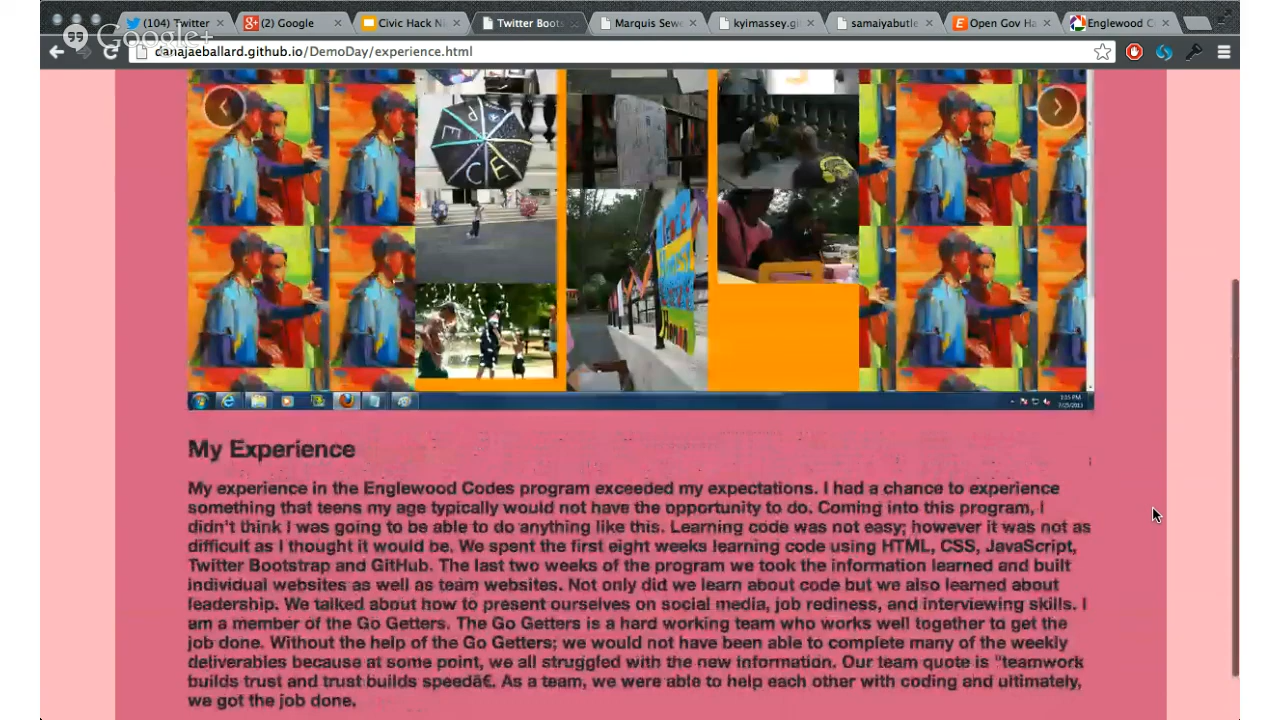 (104) Twitter
(2) Google
Civic Hack Ni
Twitter Boots
Marquis Sew
kyimassey.git
samaiyabutle
Open Gov Ha
Englewood Co
Google+
danajaeballard.github.io/DemoDay/experience.html
P E
C E
My Experience
My experience in the Englewood Codes program exceeded my expectations. I had a chance to experience
something that teens my age typically would not have the opportunity to do. Coming into this program, I
didn't think I was going to be able to do anything like this. Learning code was not easy; however it was not as
difficult as I thought it would be. We spent the first eight weeks learning code using HTML, CSS, JavaScript,
Twitter Bootstrap and GitHub. The last two weeks of the program we took the information learned and built
individual websites as well as team websites. Not only did we learn about code but we also learned about
leadership. We talked about how to present ourselves on social media, job rediness, and interviewing skills. I
am a member of the Go Getters. The Go Getters is a hard working team who works well together to get the
job done. Without the help of the Go Getters; we would not have been able to complete many of the weekly
deliverables because at some point, we all struggled with the new information. Our team quote is "teamwork
builds trust and trust builds speedâ€. As a team, we were able to help each other with coding and ultimately,
we got the job done.